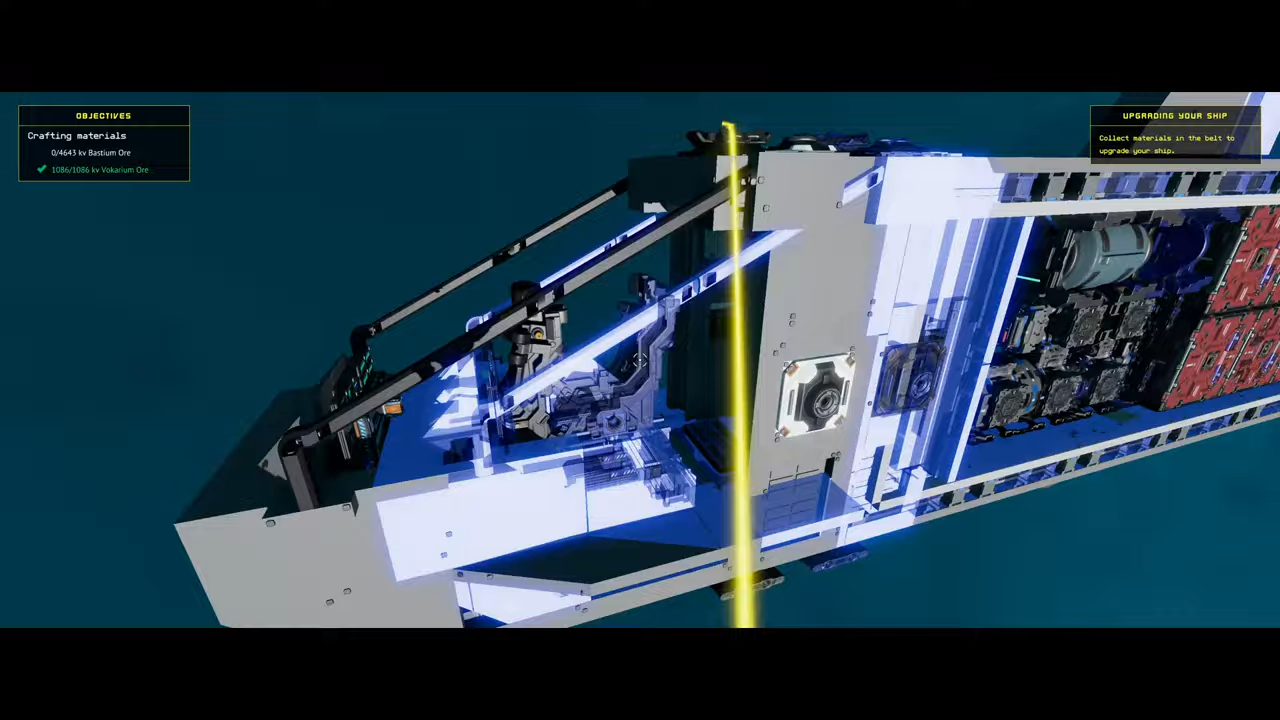 OBJECTIVES
Crafting materials
0/4643 kv Bastium Ore
1086/1086 kv Vokarium Ore
UPGRADING YOUR SHIP
Collect materials in the belt to
upgrade your ship.